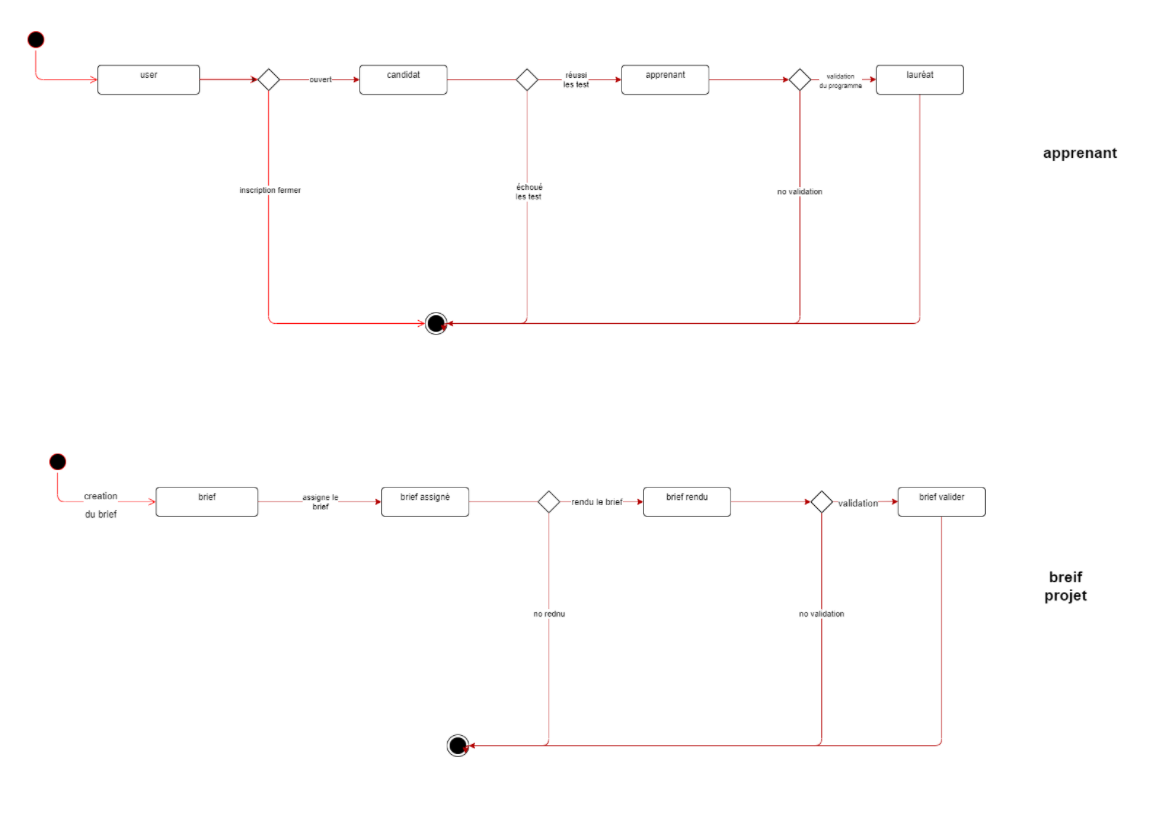 user
ouvert
candidat
réussi
les test
apprenant
validation
du programme
lauréat
apprenant
inscription fermer
échoué
les test
no validation
creation
du brief
brief
assigne le
brief
brief assigné
rendu le brief
brief rendu
validation
brief valider
breif
projet
no rednu
no validation